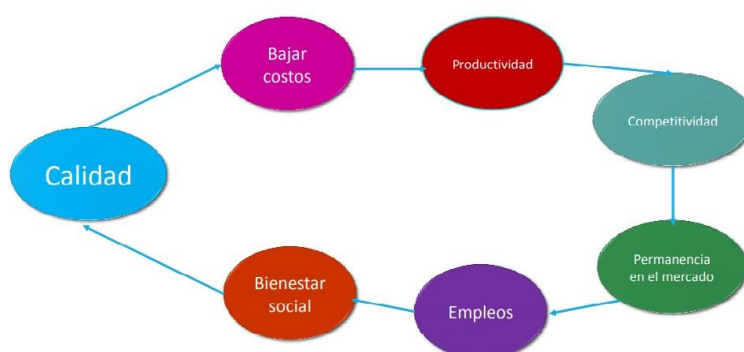 Bajar
costos
Productividad
Competitividad
Calidad
Permanencia
en el mercado
Bienestar
social
Empleos